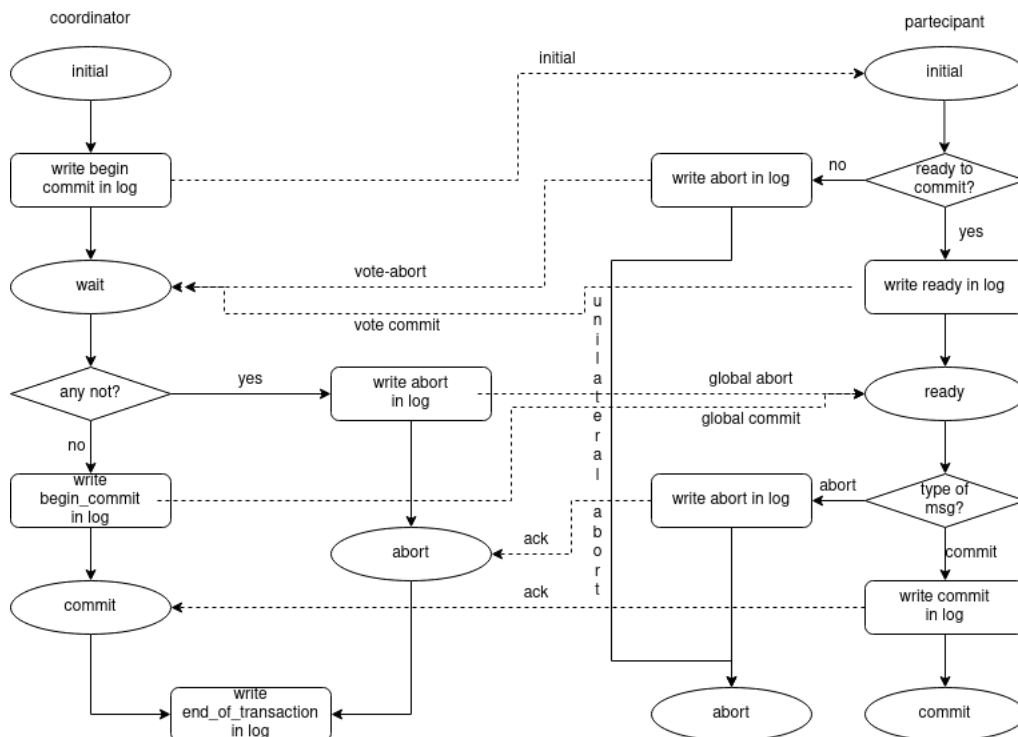 coordinator
partecipant
initial
initial
initial
write begin
commit in log
write abort in log
no
ready to
commit?
yes
wait
vote-abort
write ready in log
vote commit
unilateral abort
any not?
yes
write abort
in log
global abort
global commit
ready
no
write
begin_commit
in log
write abort in log
abort
type of
msg?
abort
ack
commit
commit
ack
write commit
in log
write
end_of_transaction
in log
abort
commit